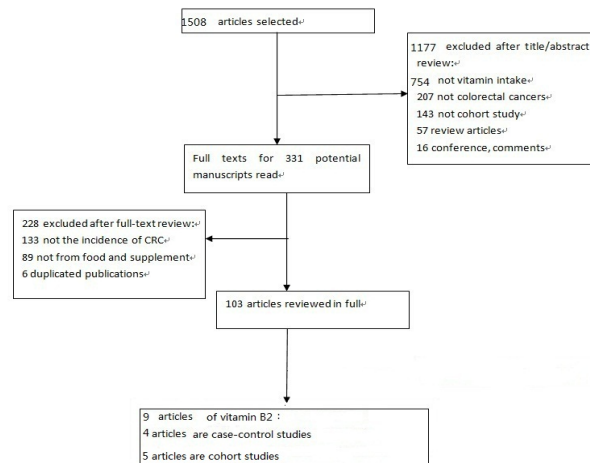 1508 articles selected↵
1177 excluded after title/abstract
review:↵
754 not vitamin intake↵
207 not colorectal cancers↵
143 not cohort study↵
57 review articles↵
16 conference, comments↵
Full texts for 331 potential
manuscripts read↵
228 excluded after full-text review:↵
133 not the incidence of CRC↵
89 not from food and supplement↵
6 duplicated publications↵
103 articles reviewed in full↵
9 articles of vitamin B2：
4 articles are case-control studies
5 articles are cohort studies